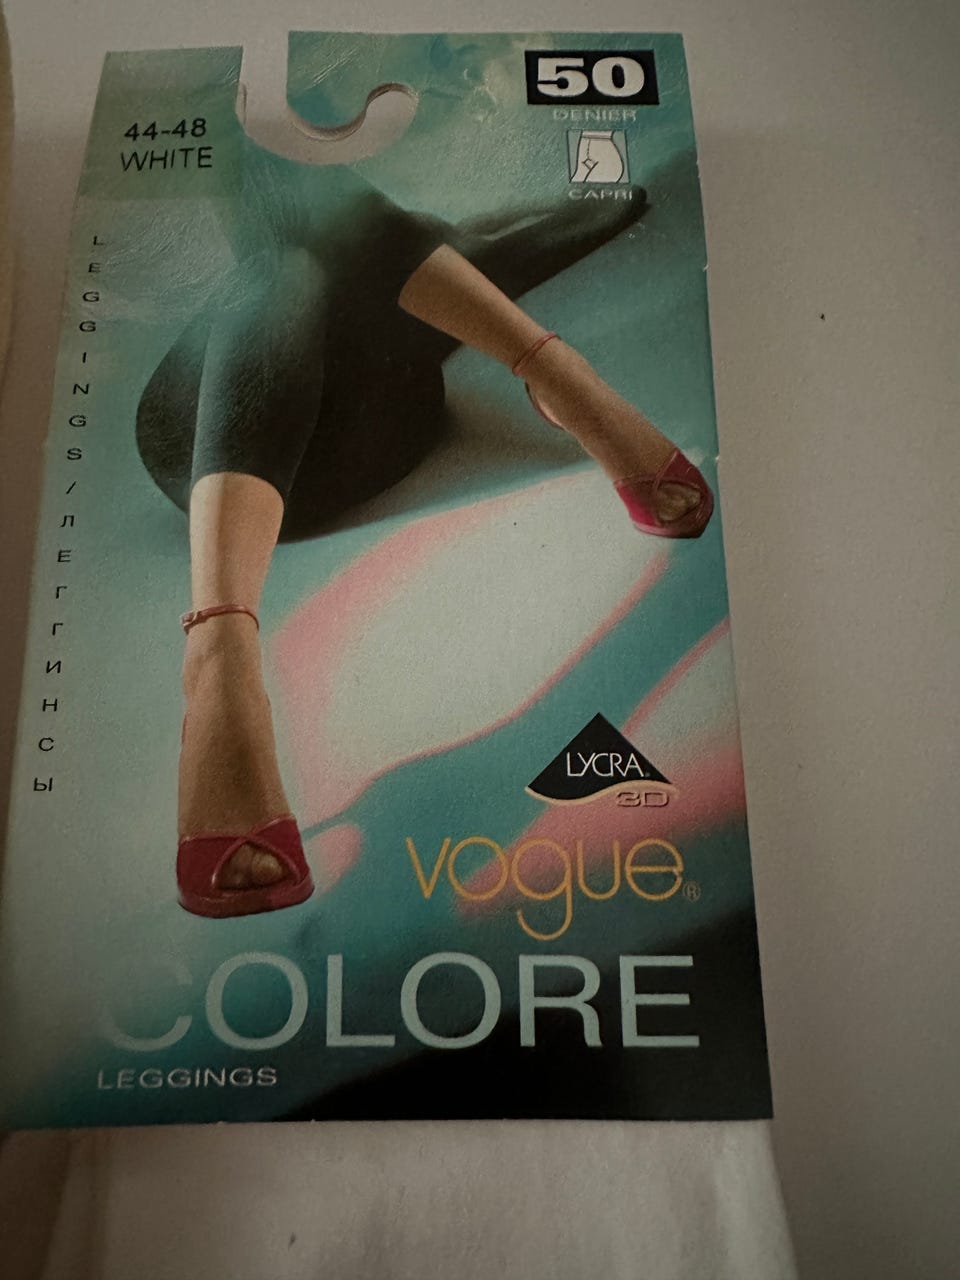 50
DENIER
CAPRI
44-48
WHITE
LEGGINGS/ЛЕГГИНСЫ
LYCRA®
3D
vogue®
COLORE
LEGGINGS